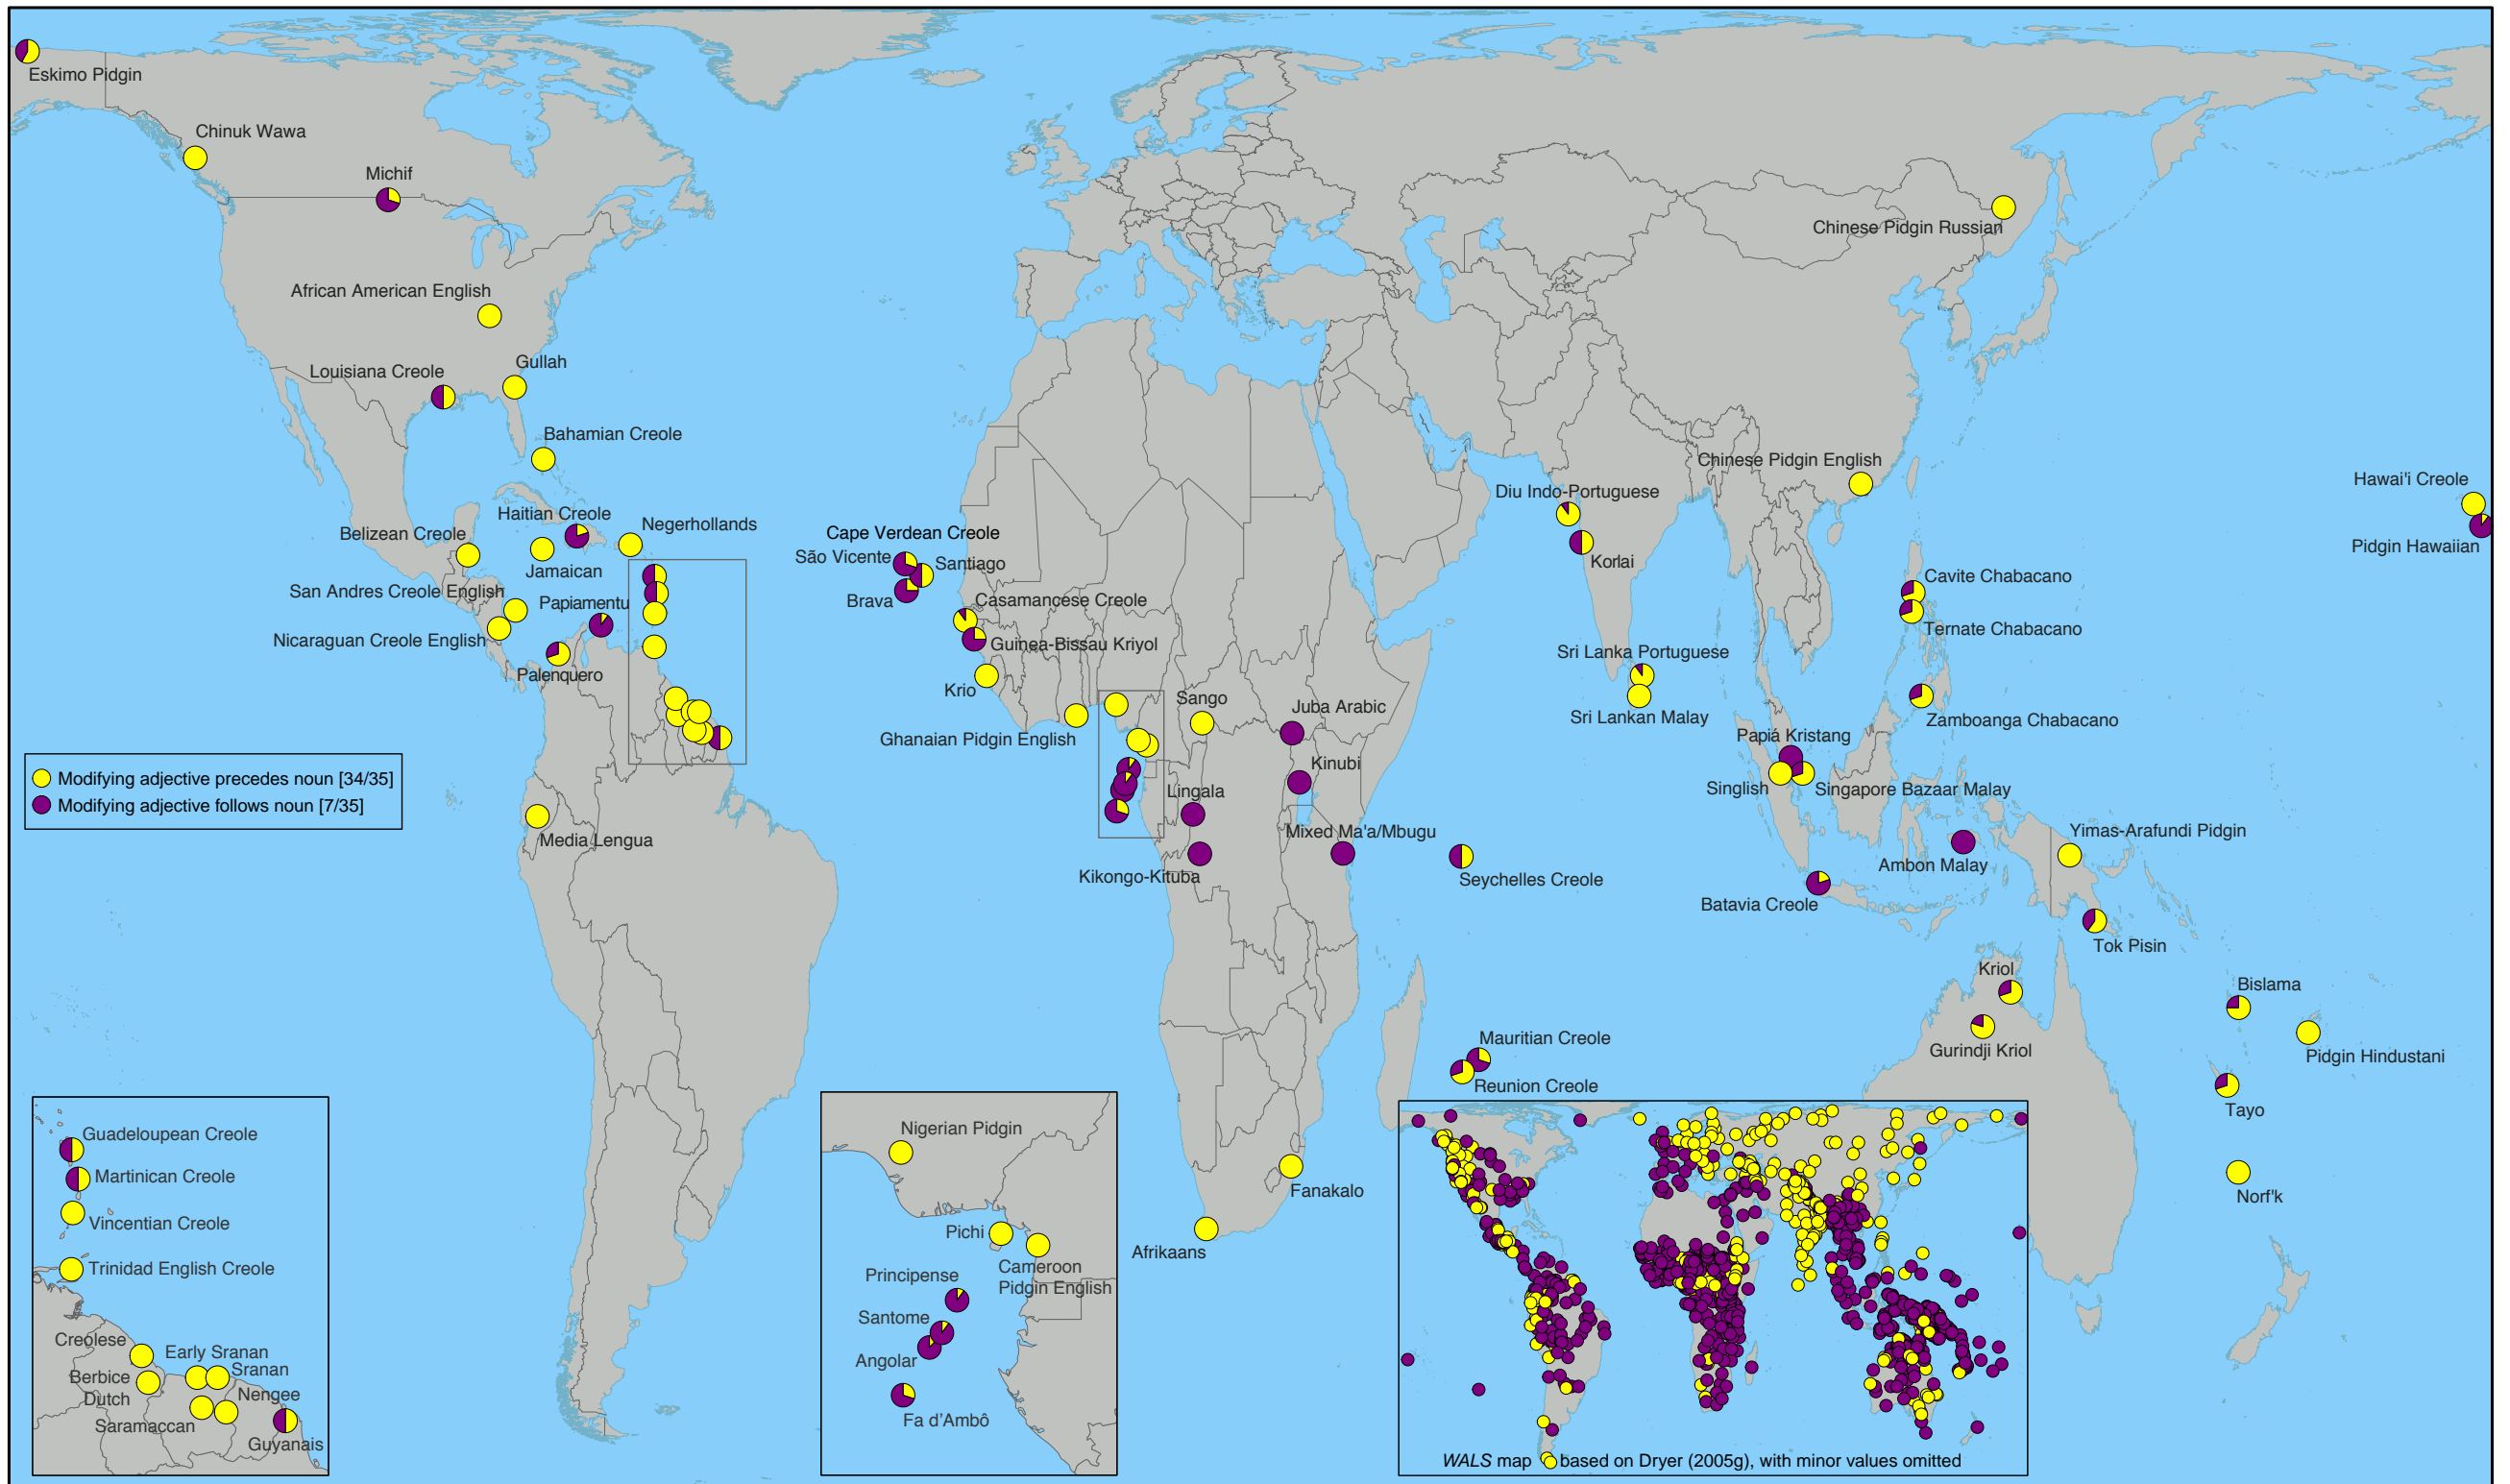 Eskimo Pidgin
Chinuk Wawa
Michif
Chinese Pidgin Russian
African American English
Gullah
Louisiana Creole
Bahamian Creole
Chinese Pidgin English
Hawai'i Creole
Diu Indo-Portuguese
Haitian Creole
Negerhollands
Belizean Creole
Cape Verdean Creole
São Vicente
Santiago
Korlai
Pidgin Hawaiian
Jamaican
Cavite Chabacano
San Andres Creole English
Papiamentu
Brava
Casamancese Creole
Ternate Chabacano
Nicaraguan Creole English
Guinea-Bissau Kriyol
Sri Lanka Portuguese
Palenquero
Krio
Sango
Juba Arabic
Sri Lankan Malay
Zamboanga Chabacano
Ghanaian Pidgin English
Papiá Kristang
Kinubi
Modifying adjective precedes noun [34/35]
Modifying adjective follows noun [7/35]
Lingala
Singlish
Singapore Bazaar Malay
Media Lengua
Mixed Ma'a/Mbugu
Yimas-Arafundi Pidgin
Ambon Malay
Kikongo-Kituba
Seychelles Creole
Batavia Creole
Tok Pisin
Kriol
Bislama
Mauritian Creole
Gurindji Kriol
Pidgin Hindustani
Reunion Creole
Tayo
Fanakalo
Norf'k
Afrikaans
Guadeloupean Creole
Martinican Creole
Vincentian Creole
Trinidad English Creole
Creolese
Early Sranan
Sranan
Berbice
Dutch
Nengee
Saramaccan
Guyanais
Nigerian Pidgin
Pichi
Cameroon
Pidgin English
Principense
Santome
Angolar
Fa d'Ambô
WALS map based on Dryer (2005g), with minor values omitted